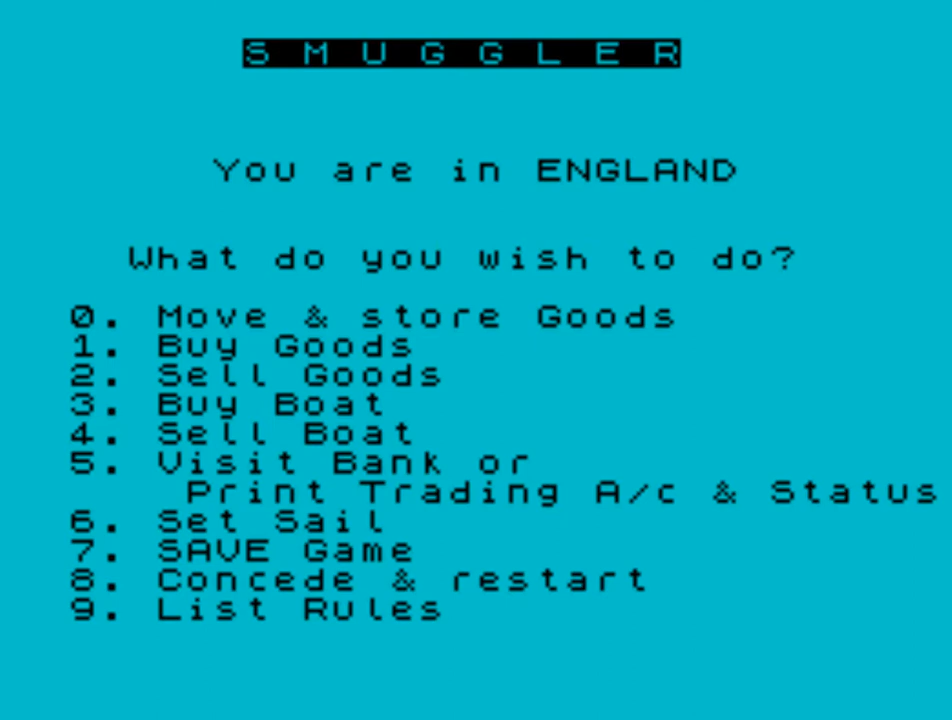 S M U G G L E R
You are in ENGLAND
What do you wish to do?
0. Move & store Goods
1. Buy Goods
2. Sell Goods
3. Buy Boat
4. Sell Boat
5. Visit Bank or
Print Trading A/c & Status
6. Set Sail
7. SAVE Game
8. Concede & restart
9. List Rules